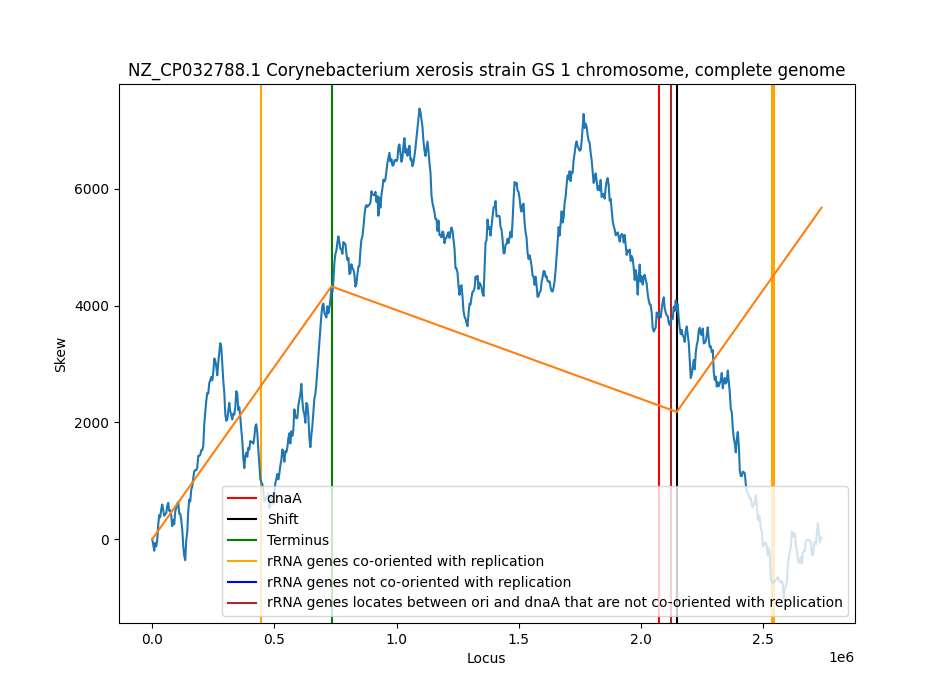 NZ_CP032788.1 Corynebacterium xerosis strain GS 1 chromosome, complete genome
Skew
6000
4000
2000
0
dnaA
Shift
Terminus
rRNA genes co-oriented with replication
rRNA genes not co-oriented with replication
rRNA genes locates between ori and dnaA that are not co-oriented with replication
0.0 0.5 1.0 1.5 2.0 2.5
1e6
Locus